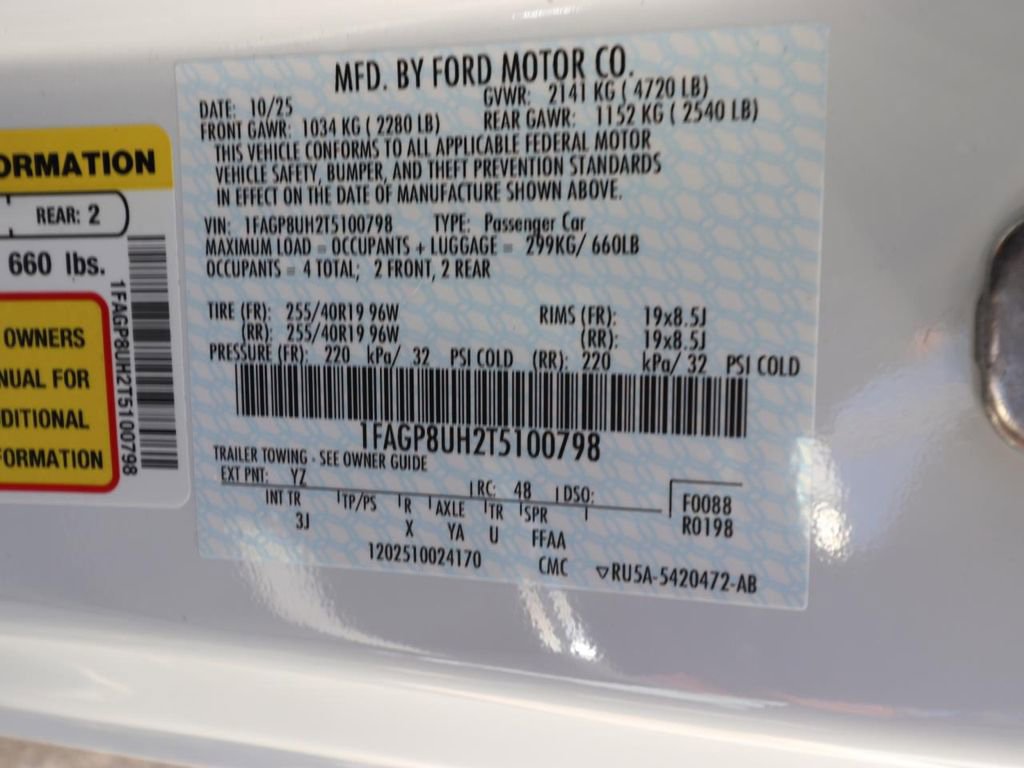 ORMATION
REAR: 2
660 lbs.
OWNERS
NUAL FOR
DITIONAL
FORMATION
1FAGP8UH2T5100798
MFD. BY FORD MOTOR CO.
DATE: 10/25 GVWR: 2141 KG ( 4720 LB)
FRONT GAWR: 1034 KG ( 2280 LB) REAR GAWR: 1152 KG ( 2540 LB)
THIS VEHICLE CONFORMS TO ALL APPLICABLE FEDERAL MOTOR
VEHICLE SAFETY, BUMPER, AND THEFT PREVENTION STANDARDS
IN EFFECT ON THE DATE OF MANUFACTURE SHOWN ABOVE.
VIN: 1FAGP8UH2T5100798 TYPE: Passenger Car
MAXIMUM LOAD = OCCUPANTS + LUGGAGE = 299KG/ 660LB
OCCUPANTS = 4 TOTAL; 2 FRONT, 2 REAR
TIRE (FR): 255/40R19 96W RIMS (FR): 19x8.5J
(RR): 255/40R19 96W (RR): 19x8.5J
PRESSURE (FR): 220 kPa/ 32 PSI COLD (RR): 220 kPa/ 32 PSI COLD
1FAGP8UH2T5100798
TRAILER TOWING - SEE OWNER GUIDE
EXT PNT: YZ RC: 48 DSO:
INT TR TP/PS R AXLE TR SPR F0088
3J X YA U FFAA R0198
1202510024170 CMC ▽RU5A-5420472-AB